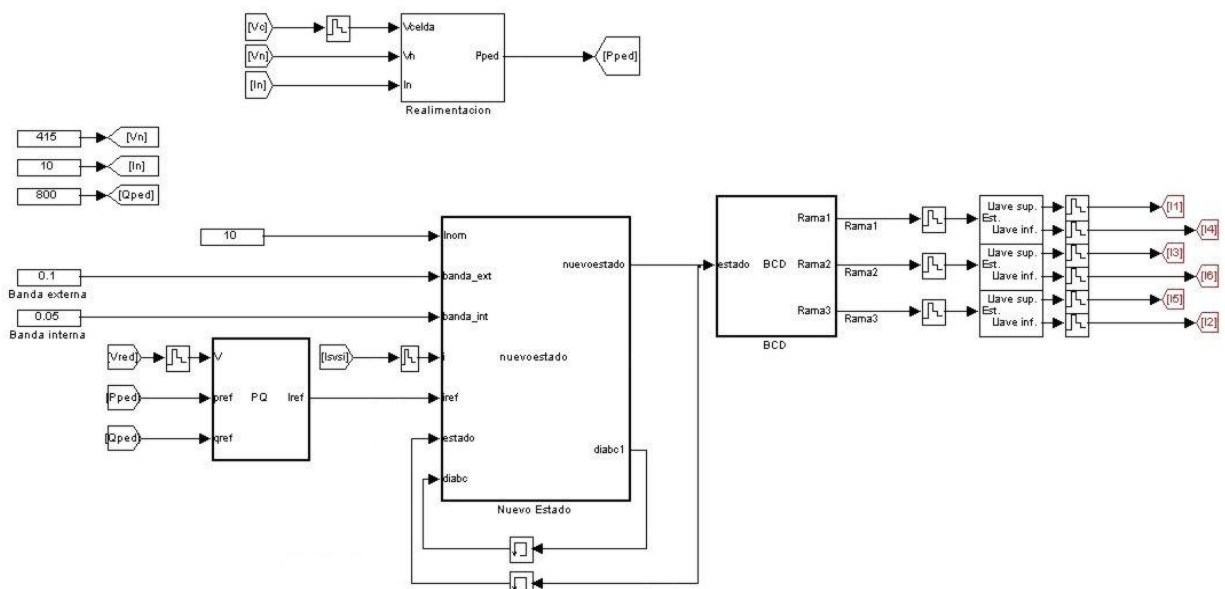 [Vc]
Vcelda
[Vn]
Vn
Pped
[Pped]
[In]
In
Realimentacion
415
[Vn]
10
[In]
800
[Qped]
10
Inom
0.1
banda_ext
Banda externa
0.05
banda_int
Banda interna
nuevoestado
[Vred]
V
[Isvsi]
i
nuevoestado
[Pped]
pref
PQ
Iref
iref
[Qped]
qref
estado
diabc
diabc1
Nuevo Estado
estado
BCD
Rama1
Rama2
Rama3
BCD
Rama1
Rama2
Rama3
Llave sup.
Est.
Llave inf.
Llave sup.
Est.
Llave inf.
Llave sup.
Est.
Llave inf.
[I1]
[I4]
[I3]
[I6]
[I5]
[I2]